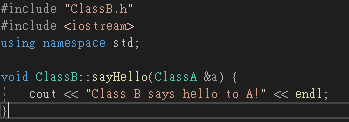 #include "ClassB.h"
#include <iostream>
using namespace std;
void ClassB::sayHello(ClassA &a) {
cout << "Class B says hello to A!" << endl;
}